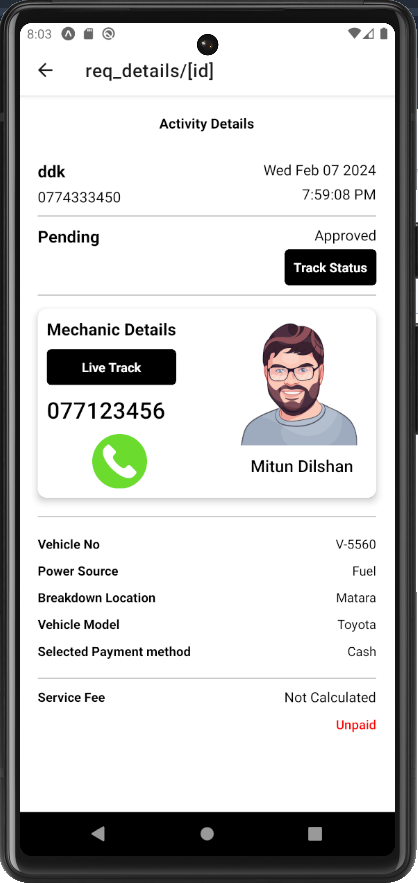 8:03
req_details/[id]
Activity Details
ddk Wed Feb 07 2024
0774333450 7:59:08 PM
Pending Approved
Track Status
Mechanic Details
Live Track
077123456
Mitun Dilshan
Vehicle No V-5560
Power Source Fuel
Breakdown Location Matara
Vehicle Model Toyota
Selected Payment method Cash
Service Fee Not Calculated
Unpaid